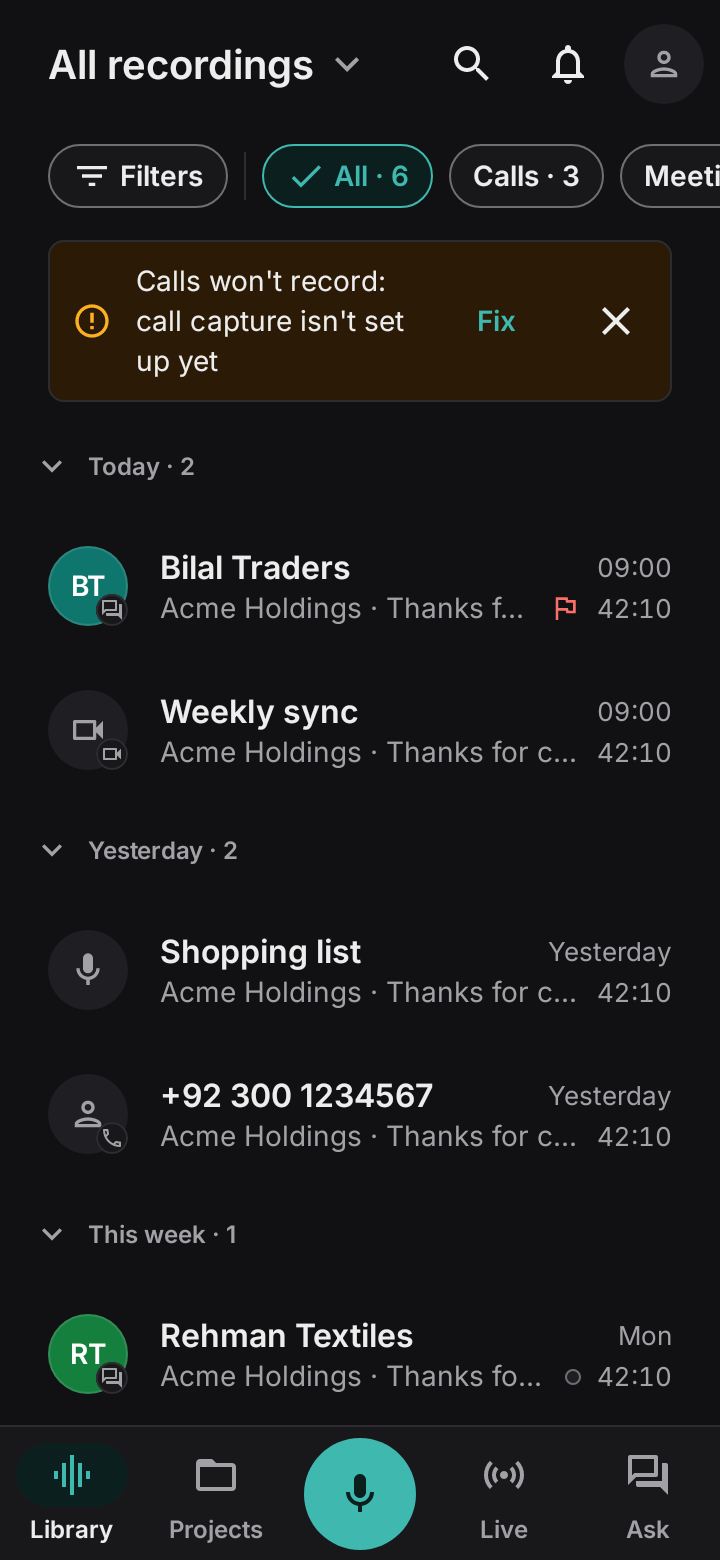 All recordings
Filters
All · 6
Calls · 3
Meeti
Calls won't record:
call capture isn't set
up yet
Fix
Today · 2
BT
Bilal Traders
09:00
Acme Holdings · Thanks f...
42:10
Weekly sync
09:00
Acme Holdings · Thanks for c...
42:10
Yesterday · 2
Shopping list
Yesterday
Acme Holdings · Thanks for c...
42:10
+92 300 1234567
Yesterday
Acme Holdings · Thanks for c...
42:10
This week · 1
RT
Rehman Textiles
Mon
Acme Holdings · Thanks fo...
42:10
Library
Projects
Live
Ask